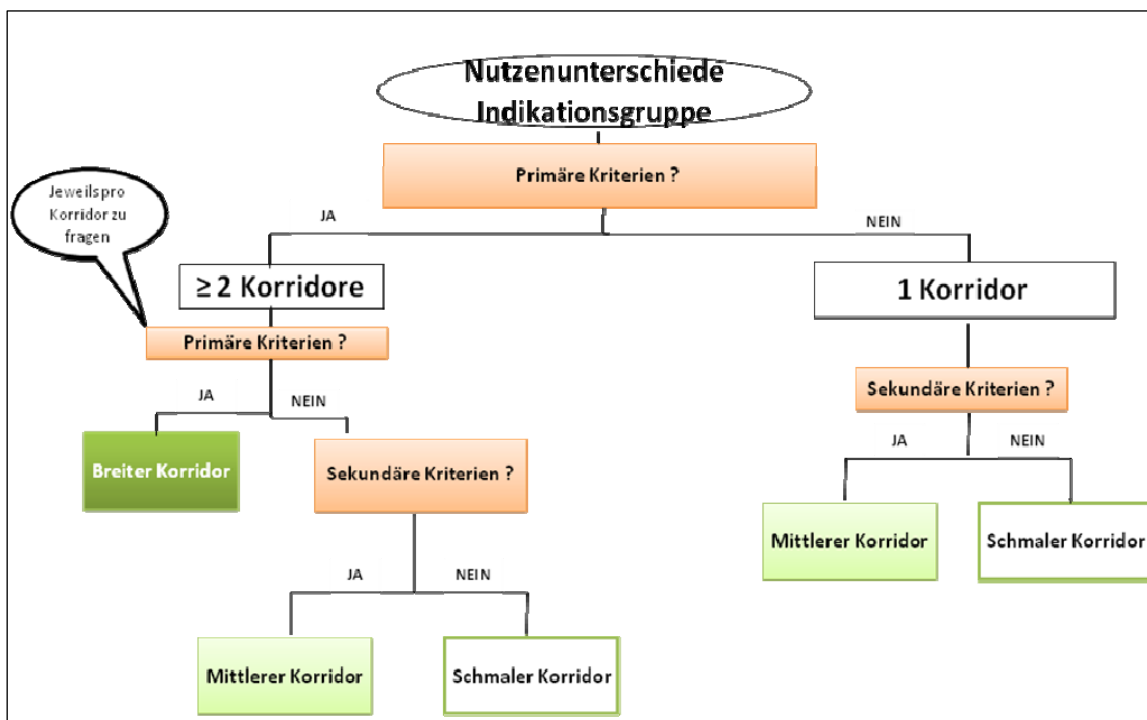 Nutzenunterschiede
Indikationsgruppe
Primäre Kriterien ?
Jeweilspro
Korridor zu
fragen
JA
NEIN
≥ 2 Korridore
1 Korridor
Primäre Kriterien ?
Sekundäre Kriterien ?
JA
NEIN
JA
NEIN
Breiter Korridor
Sekundäre Kriterien ?
Mittlerer Korridor
Schmaler Korridor
JA
NEIN
Mittlerer Korridor
Schmaler Korridor